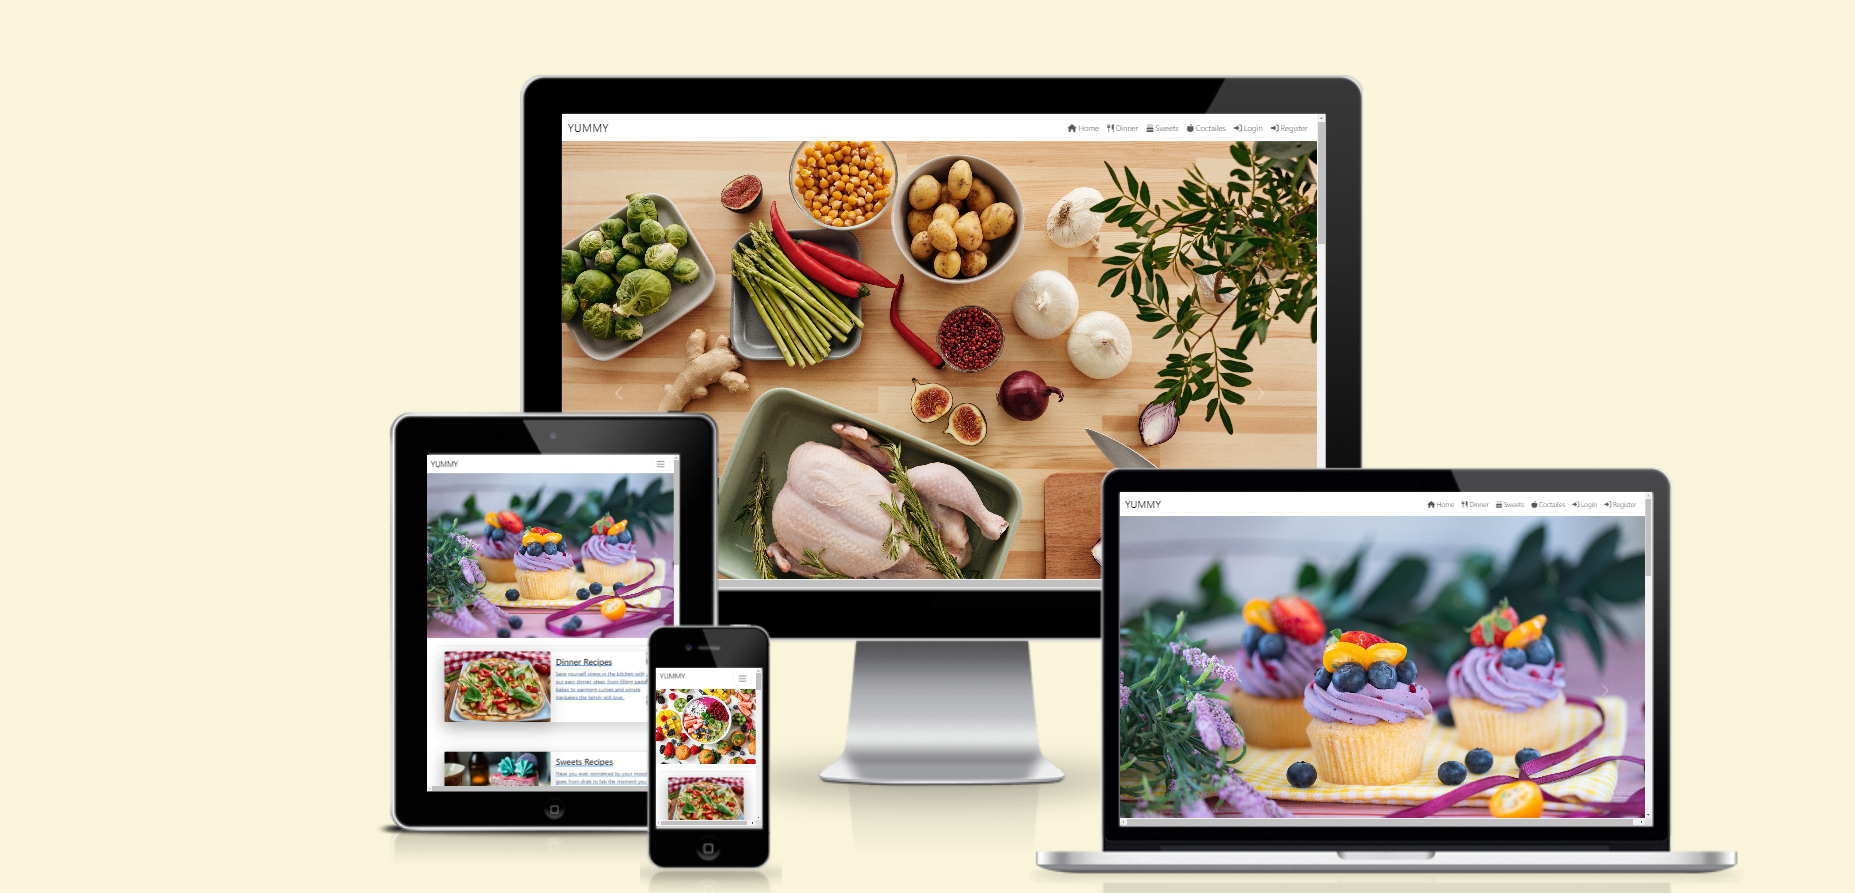 YUMMY
Home Dinner Sweets Coctailes Login Register
YUMMY
Dinner Recipes
Save yourself stress in the kitchen with
our easy dinner ideas, from filling pasta
bakes to warming curries and simple
traybakes the family will love..
Sweets Recipes
Have you ever wondered by your mood
goes from drab to fab the moment you
YUMMY
YUMMY
Home Dinner Sweets Coctailes Login Register